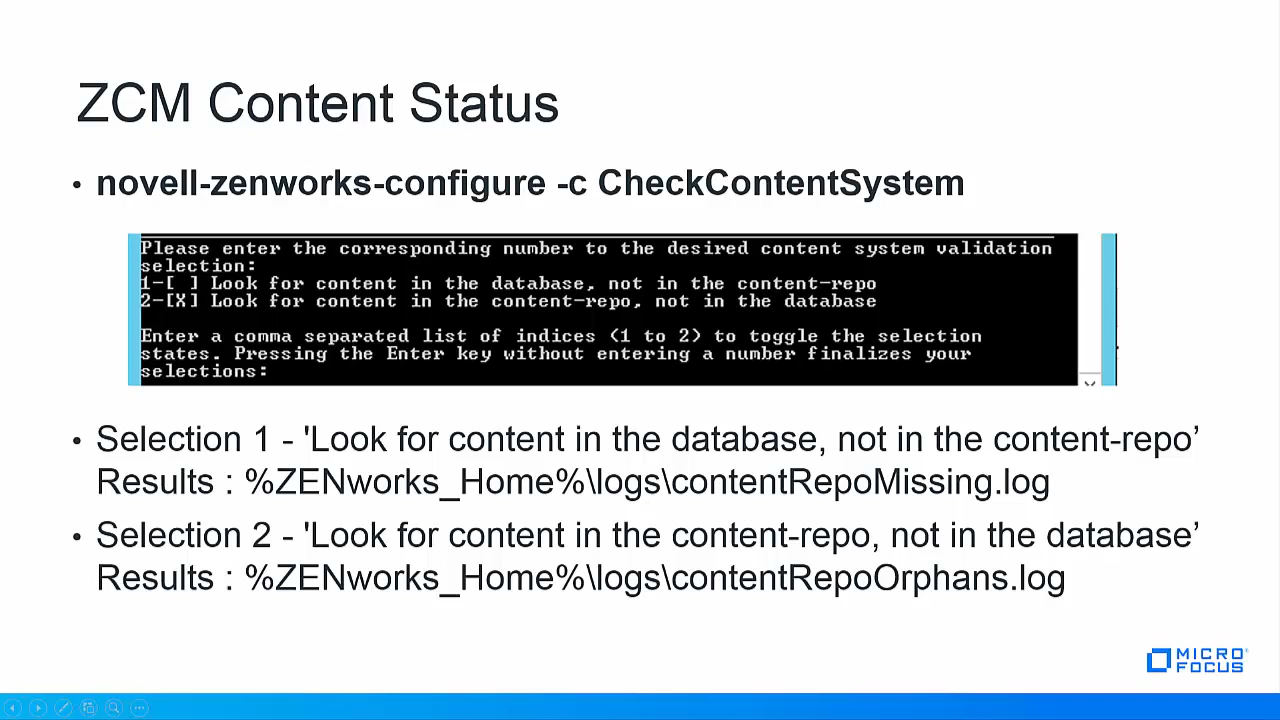 ZCM Content Status
• novell-zenworks-configure -c CheckContentSystem
Please enter the corresponding number to the desired content system validation
selection:
1-[ ] Look for content in the database, not in the content-repo
2-[X] Look for content in the content-repo, not in the database
Enter a comma separated list of indices (1 to 2) to toggle the selection
states. Pressing the Enter key without entering a number finalizes your
selections:
• Selection 1 - 'Look for content in the database, not in the content-repo’
Results : %ZENworks_Home%\logs\contentRepoMissing.log
• Selection 2 - 'Look for content in the content-repo, not in the database’
Results : %ZENworks_Home%\logs\contentRepoOrphans.log
MICRO
FOCUS